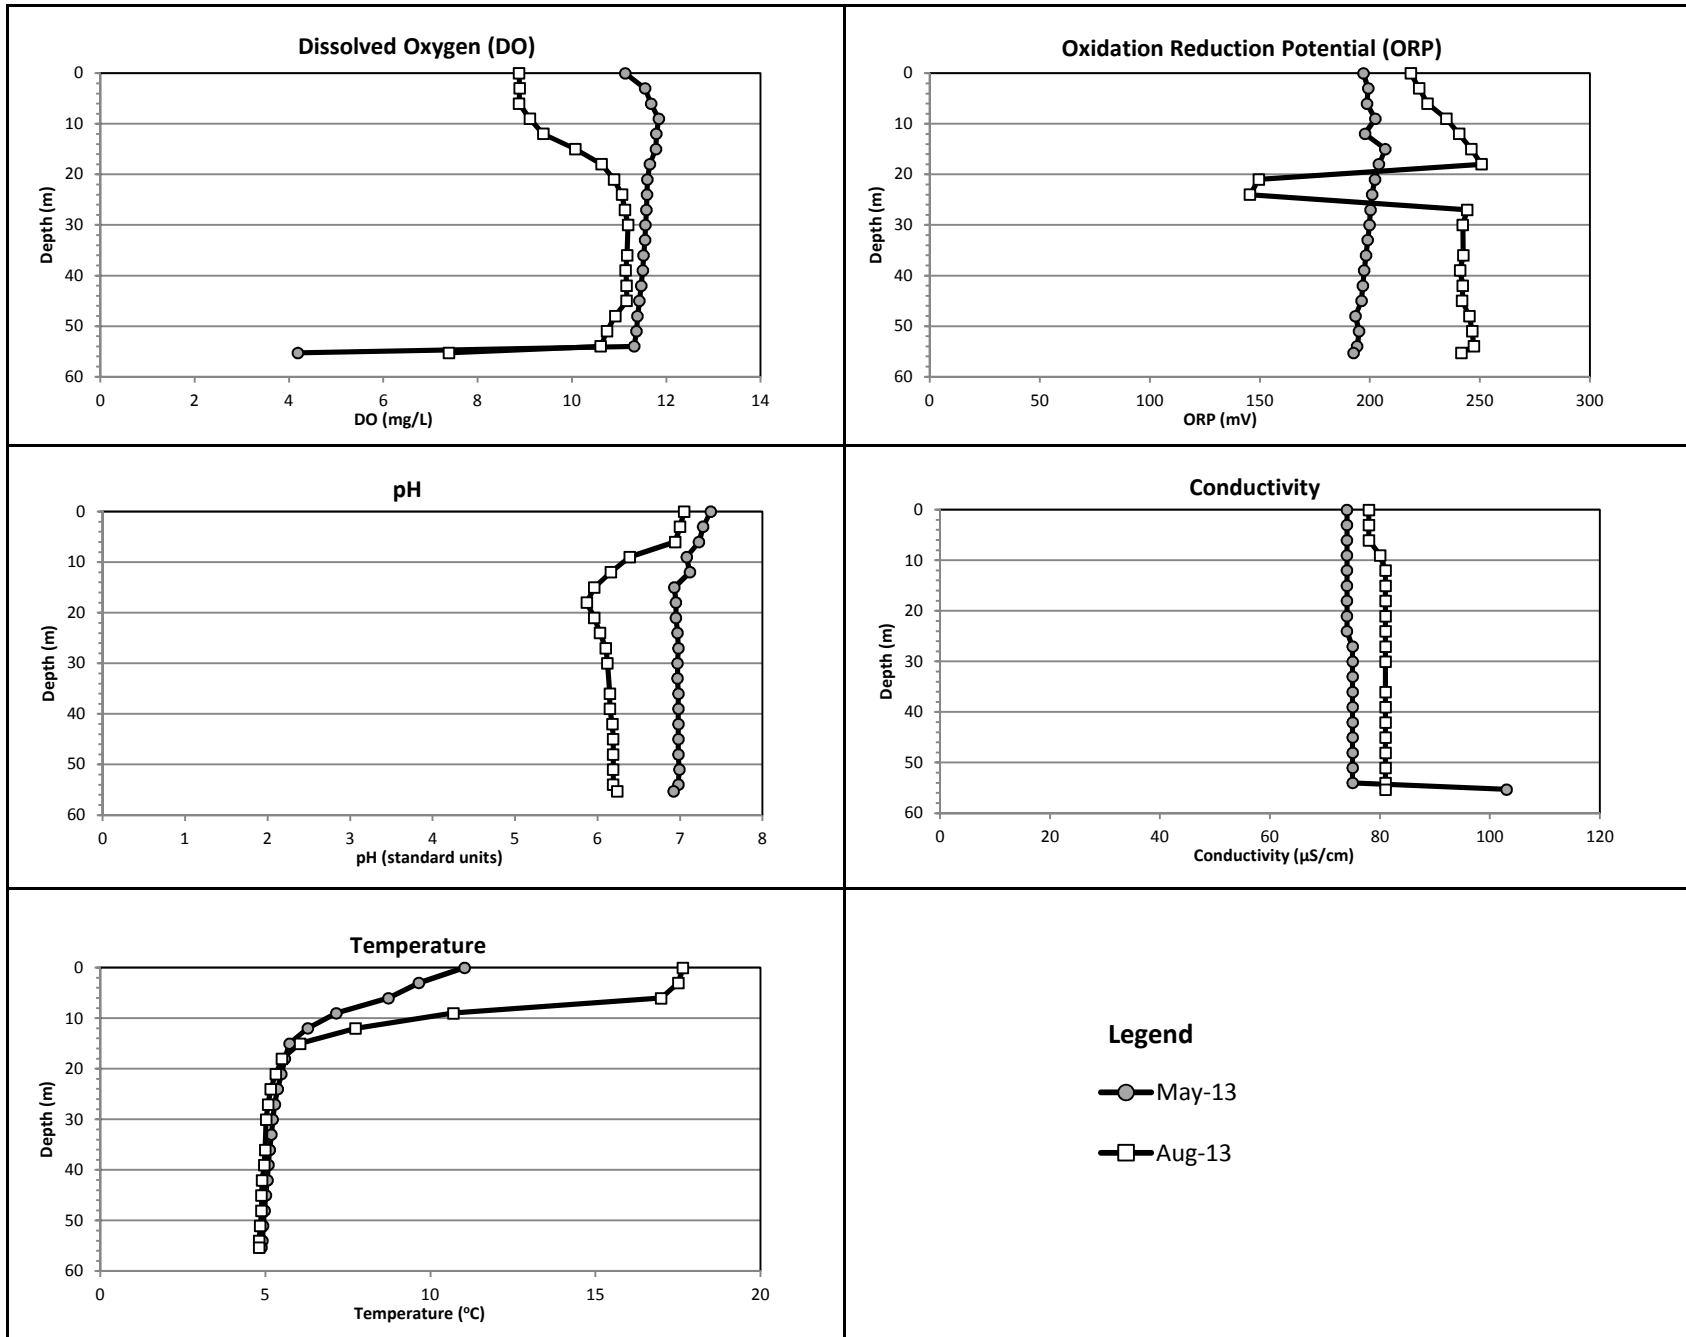 Dissolved Oxygen (DO)
0
10
20
30
40
50
60
Depth (m)
0 2 4 6 8 10 12 14
DO (mg/L)
Oxidation Reduction Potential (ORP)
0
10
20
30
40
50
60
Depth (m)
0 50 100 150 200 250 300
ORP (mV)
pH
0
10
20
30
40
50
60
Depth (m)
0 1 2 3 4 5 6 7 8
pH (standard units)
Conductivity
0
10
20
30
40
50
60
Depth (m)
0 20 40 60 80 100 120
Conductivity (µS/cm)
Temperature
0
10
20
30
40
50
60
Depth (m)
0 5 10 15 20
Temperature (°C)
Legend
May-13
Aug-13